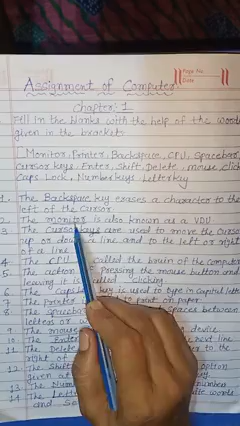 Page No.
Date
Assignment of Computer
Chapter: 1
Fill in the blanks with the help of the words
given in the brackets
Monitor, Printer, Backspace, CPU, Spacebar,
Cursor keys, Enter, Shift, Delete, mouse, click
Caps Lock, Number keys, Letter key
1. The Backspace key erases a character to the
left of the cursor
2. The monitor is also known as a VDU
3. The Cursor keys are used to move the cursor
up or down a line and to the left or right
of a line
4. The CPU called the brain of the computer
5. The action of pressing the mouse button and
leaving it is called clicking
6. The Caps key is used to type in capital letter
7. The Printer to print on paper
8. The Spacebar spaces between
letters or
9. The mouse device
10. The Enter next line
11. Delete to the
right of
12. The Shift option
given at
13. The Num number
14. The Lette words
and se